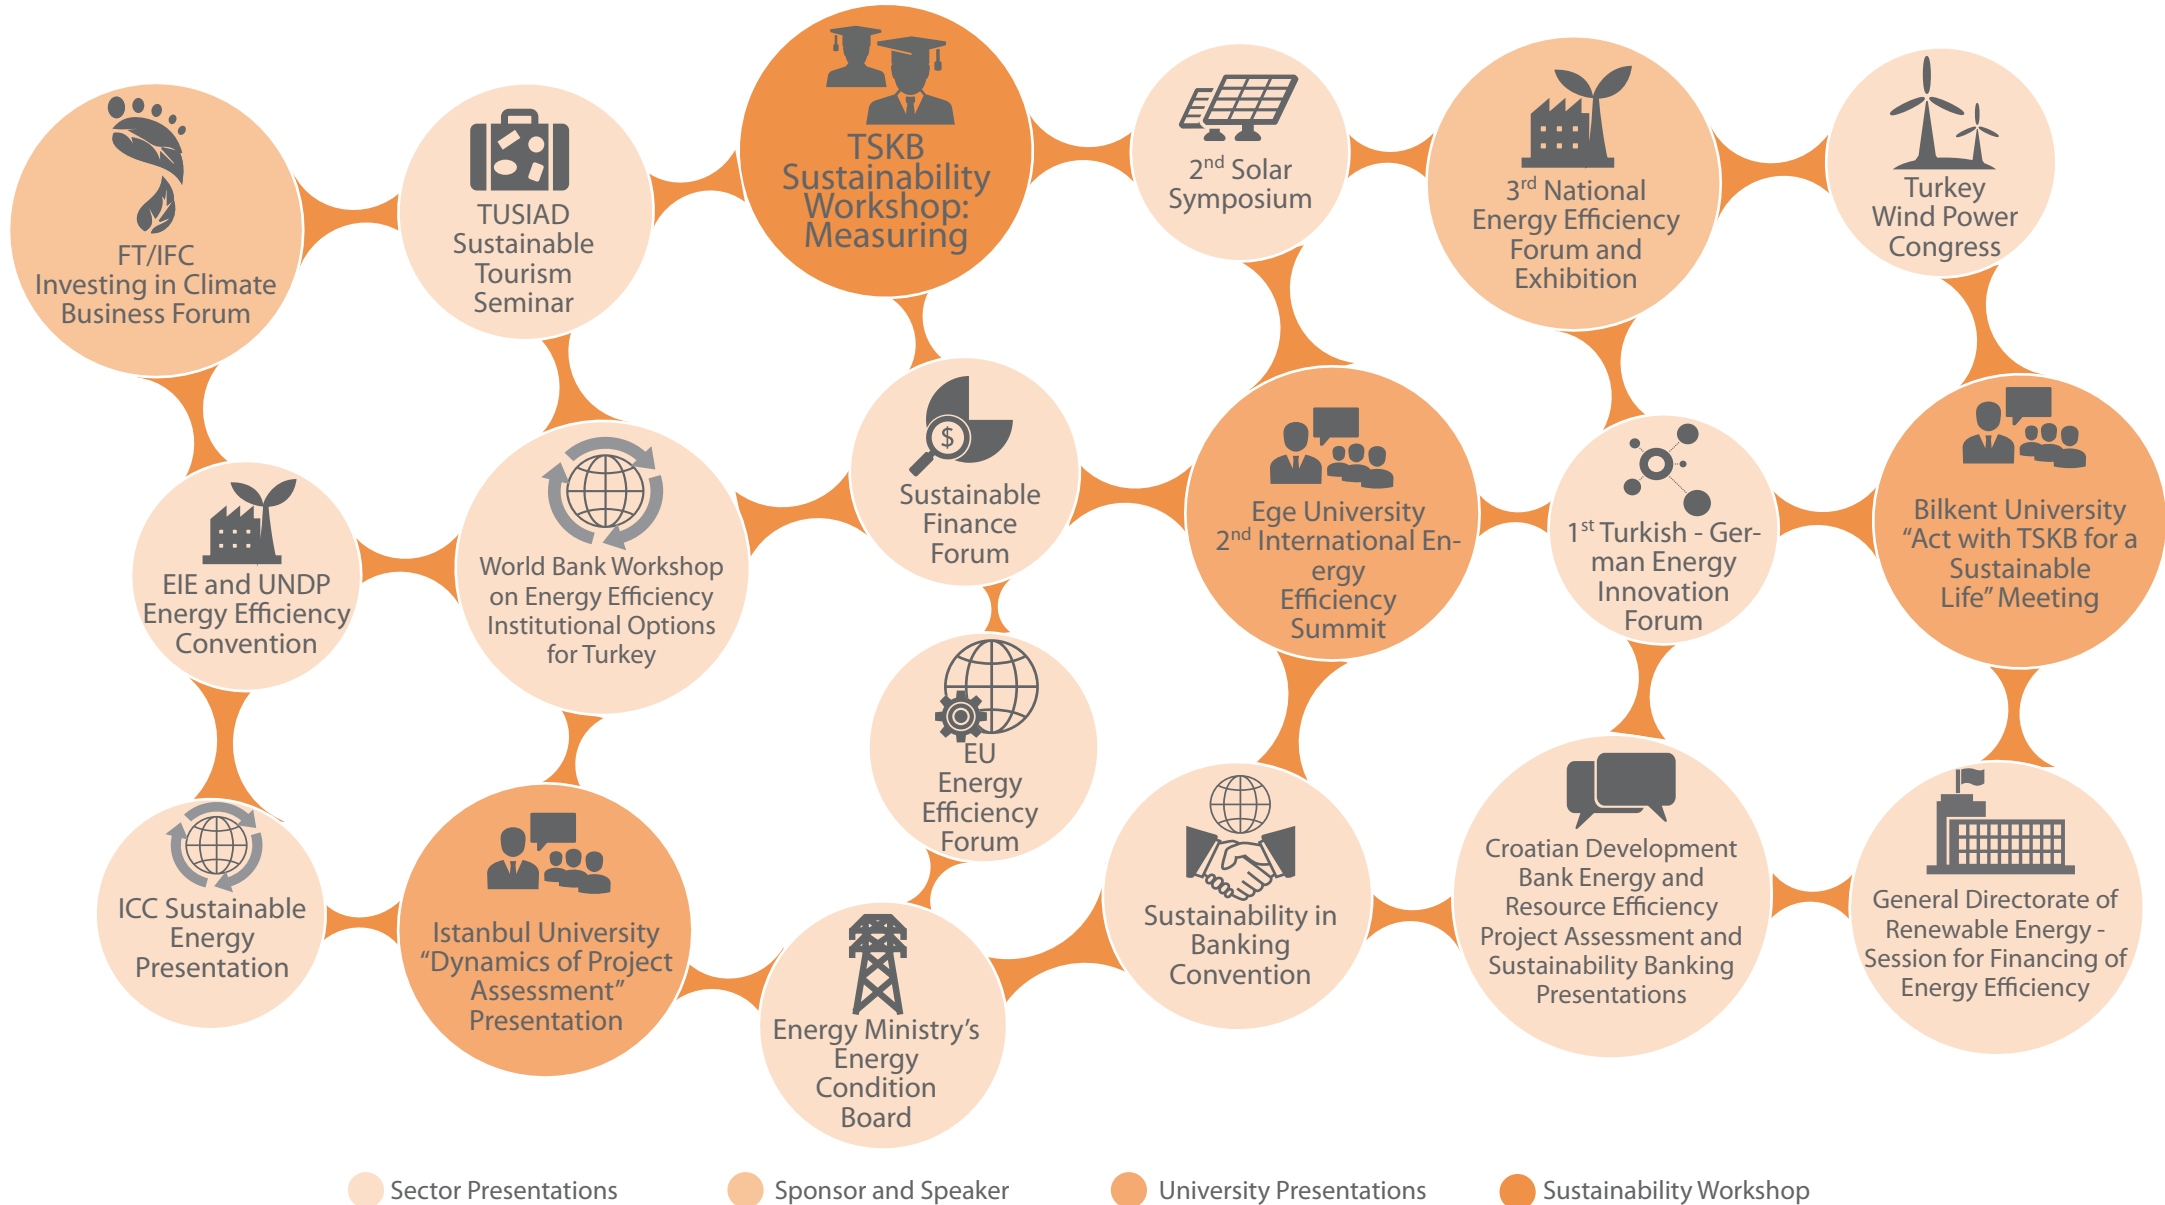 FT/IFC
Investing in Climate
Business Forum
TUSIAD
Sustainable
Tourism
Seminar
TSKB
Sustainability
Workshop:
Measuring
2nd Solar
Symposium
3rd National
Energy Efficiency
Forum and
Exhibition
Turkey
Wind Power
Congress
EIE and UNDP
Energy Efficiency
Convention
World Bank Workshop
on Energy Efficiency
Institutional Options
for Turkey
$
Sustainable
Finance
Forum
Ege University
2nd International En-
ergy
Efficiency
Summit
1st Turkish - Ger-
man Energy
Innovation
Forum
Bilkent University
“Act with TSKB for a
Sustainable
Life” Meeting
EU
Energy
Efficiency
Forum
ICC Sustainable
Energy
Presentation
Istanbul University
“Dynamics of Project
Assessment”
Presentation
Energy Ministry’s
Energy
Condition
Board
Sustainability in
Banking
Convention
Croatian Development
Bank Energy and
Resource Efficiency
Project Assessment and
Sustainability Banking
Presentations
General Directorate of
Renewable Energy -
Session for Financing of
Energy Efficiency
Sector Presentations
Sponsor and Speaker
University Presentations
Sustainability Workshop